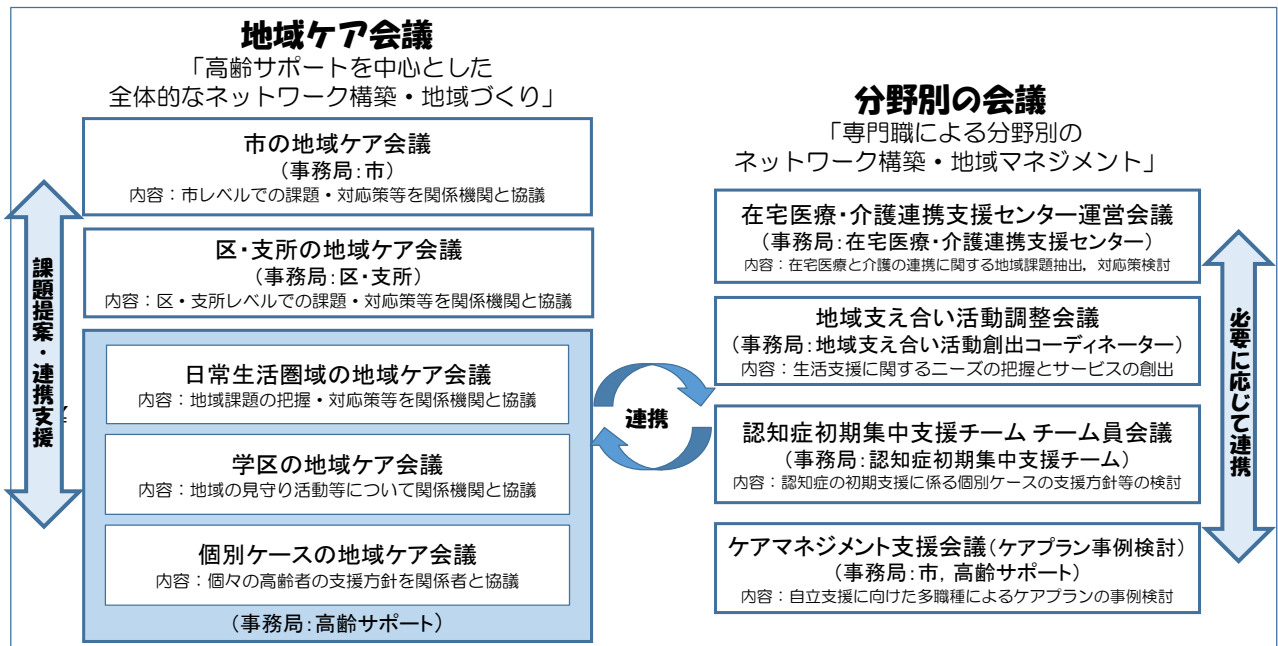 地域ケア会議
「高齢サポートを中心とした
全体的なネットワーク構築・地域づくり」
市の地域ケア会議
(事務局:市)
内容：市レベルでの課題・対応策等を関係機関と協議
区・支所の地域ケア会議
(事務局:区・支所)
内容：区・支所レベルでの課題・対応策等を関係機関と協議
日常生活圏域の地域ケア会議
内容：地域課題の把握・対応策等を関係機関と協議
学区の地域ケア会議
内容：地域の見守り活動等について関係機関と協議
個別ケースの地域ケア会議
内容：個々の高齢者の支援方針を関係者と協議
(事務局:高齢サポート)
課題提案・連携支援
連携
分野別の会議
「専門職による分野別の
ネットワーク構築・地域マネジメント」
在宅医療・介護連携支援センター運営会議
(事務局:在宅医療・介護連携支援センター)
内容：在宅医療と介護の連携に関する地域課題抽出，対応策検討
地域支え合い活動調整会議
(事務局:地域支え合い活動創出コーディネーター)
内容：生活支援に関するニーズの把握とサービスの創出
認知症初期集中支援チーム チーム員会議
(事務局:認知症初期集中支援チーム)
内容：認知症の初期支援に係る個別ケースの支援方針等の検討
ケアマネジメント支援会議(ケアプラン事例検討)
(事務局:市，高齢サポート)
内容：自立支援に向けた多職種によるケアプランの事例検討
必要に応じて連携